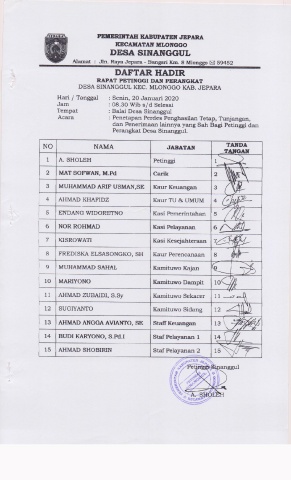 PEMERINTAH KABUPATEN JEPARA
KECAMATAN MLONGGO
DESA SINANGGUL
Alamat : Jln. Raya Jepara - Bangsri Km. 8 Mlonggo 59452
DAFTAR HADIR
RAPAT PETINGGI DAN PERANGKAT
DESA SINANGGUL KEC. MLONGGO KAB. JEPARA
Hari / Tanggal : Senin, 20 Januari 2020
Jam : 08.30 Wib s/d Selesai
Tempat : Balai Desa Sinanggul
Acara : Penetapan Perdes Penghasilan Tetap, Tunjangan,
dan Penerimaan lainnya yang Sah Bagi Petinggi dan
Perangkat Desa Sinanggul.
NO NAMA JABATAN TANDA TANGAN
1 A. SHOLEH Petinggi 1
2 MAT SOFWAN, M.Pd Carik 2
3 MUHAMMAD ARIF USMAN,SE Kaur Keuangan 3
4 AHMAD KHAFIDZ Kaur TU & UMUM 4
5 ENDANG WIDORETNO Kasi Pemerintahan 5
6 NOR ROHMAD Kasi Pelayanan 6
7 KISROWATI Kasi Kesejahteraan 7
8 FREDISKA ELSASONGKO, SH Kaur Perencanaan 8
9 MUHAMMAD SAHAL Kamituwo Kajan 9
10 MARIYONO Kamituwo Dampit 10
11 AHMAD ZUBAIDI, S.Sy Kamituwo Sekarer 11
12 SUGIYANTO Kamituwo Sidang 12
13 AHMAD ANGGA AVIANTO, SE Staff Keuangan 13
14 BUDI KARYONO, S.Pd.I Staf Pelayanan 1 14
15 AHMAD SHOBIRIN Staf Pelayanan 2 15
Petinggi Sinanggul
A. SHOLEH